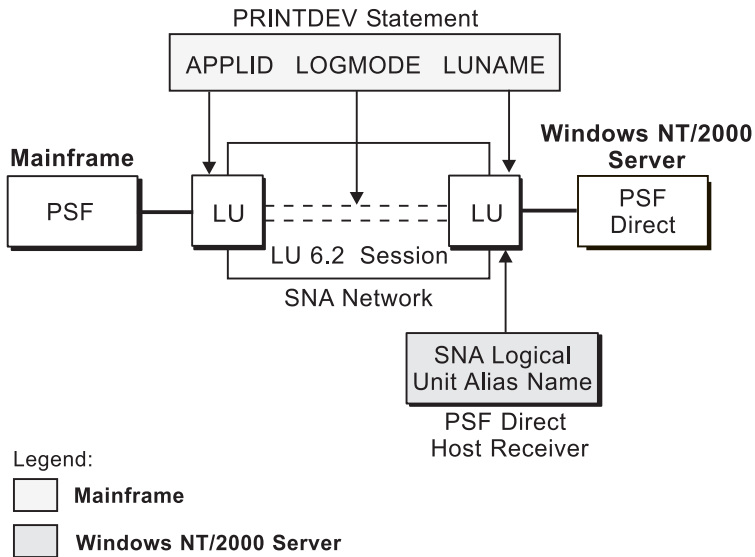 PRINTDEV Statement
APPLID LOGMODE LUNAME
Mainframe
Windows NT/2000
Server
PSF
LU
LU
PSF
Direct
LU 6.2 Session
SNA Network
SNA Logical
Unit Alias Name
PSF Direct
Host Receiver
Legend:
Mainframe
Windows NT/2000 Server